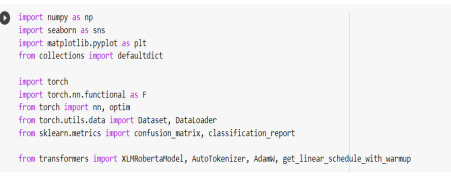 import numpy as np
import seaborn as sns
import matplotlib.pyplot as plt
from collections import defaultdict
import torch
import torch.nn.functional as F
from torch import nn, optim
from torch.utils.data import Dataset, DataLoader
from sklearn.metrics import confusion_matrix, classification_report
from transformers import XLMRobertaModel, AutoTokenizer, AdamW, get_linear_schedule_with_warmup